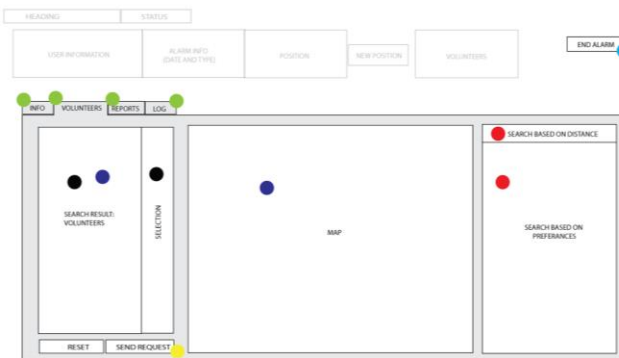 HEADING
STATUS
USER INFORMATION
ALARM INFO
(DATE AND TYPE)
POSITION
NEW POSITION
VOLUNTEERS
END ALARM
INFO
VOLUNTEERS
REPORTS
LOG
SEARCH RESULT:
VOLUNTEERS
SELECTION
MAP
SEARCH BASED ON DISTANCE
SEARCH BASED ON
PREFERANCES
RESET
SEND REQUEST